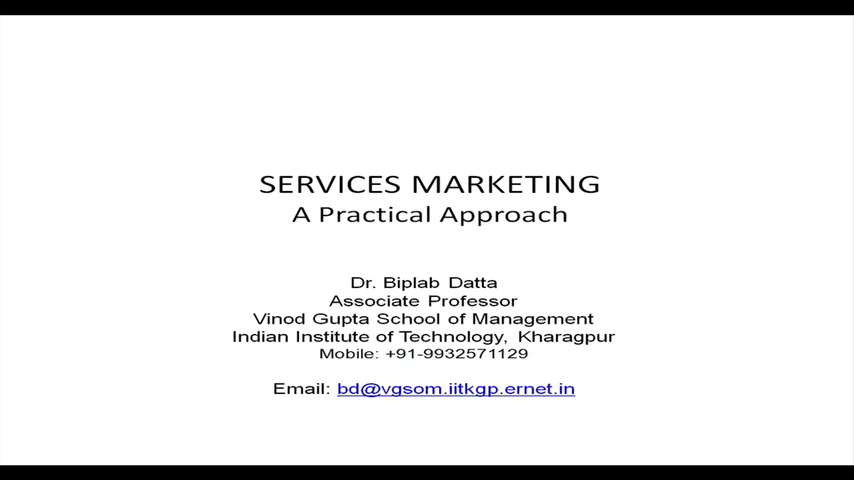 SERVICES MARKETING
A Practical Approach
Dr. Biplab Datta
Associate Professor
Vinod Gupta School of Management
Indian Institute of Technology, Kharagpur
Mobile: +91-9932571129
Email: bd@vgsom.iitkgp.ernet.in